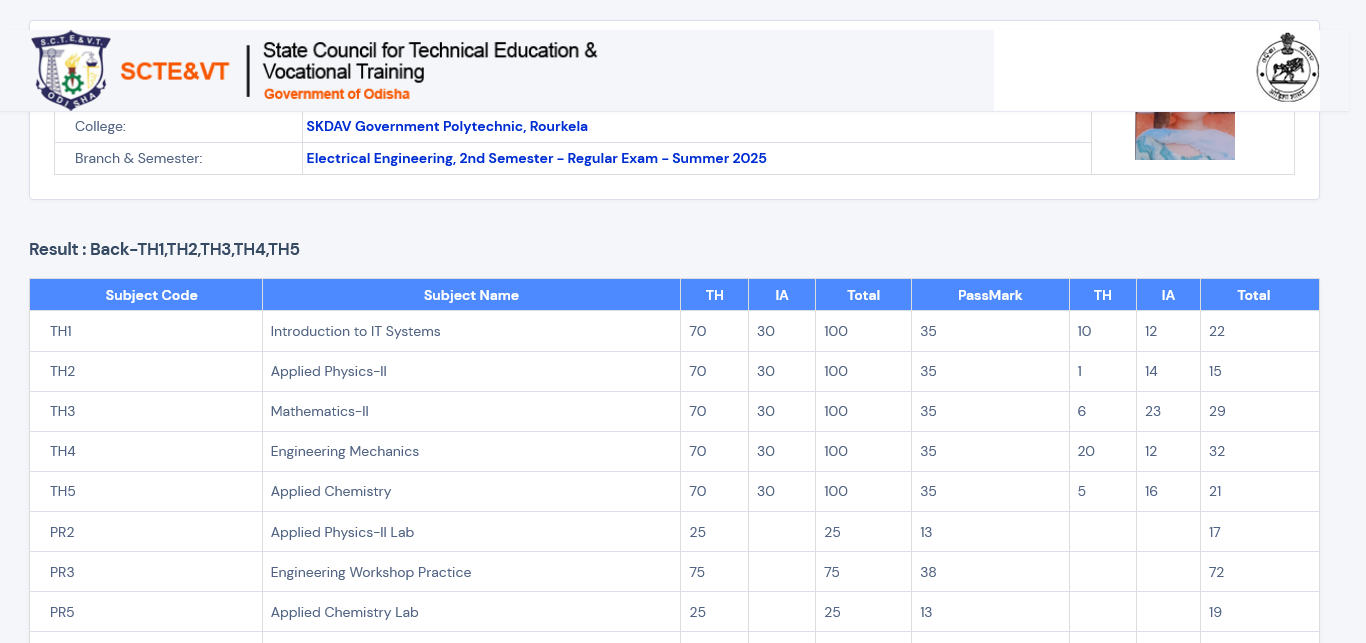 S.C.T.E.&V.T.
ODISHA
SCTE&VT
State Council for Technical Education &
Vocational Training
Government of Odisha
College: SKDAV Government Polytechnic, Rourkela
Branch & Semester: Electrical Engineering, 2nd Semester - Regular Exam - Summer 2025
Result : Back-TH1,TH2,TH3,TH4,TH5
Subject Code Subject Name TH IA Total PassMark TH IA Total
TH1 Introduction to IT Systems 70 30 100 35 10 12 22
TH2 Applied Physics-II 70 30 100 35 1 14 15
TH3 Mathematics-II 70 30 100 35 6 23 29
TH4 Engineering Mechanics 70 30 100 35 20 12 32
TH5 Applied Chemistry 70 30 100 35 5 16 21
PR2 Applied Physics-II Lab 25 25 13 17
PR3 Engineering Workshop Practice 75 75 38 72
PR5 Applied Chemistry Lab 25 25 13 19